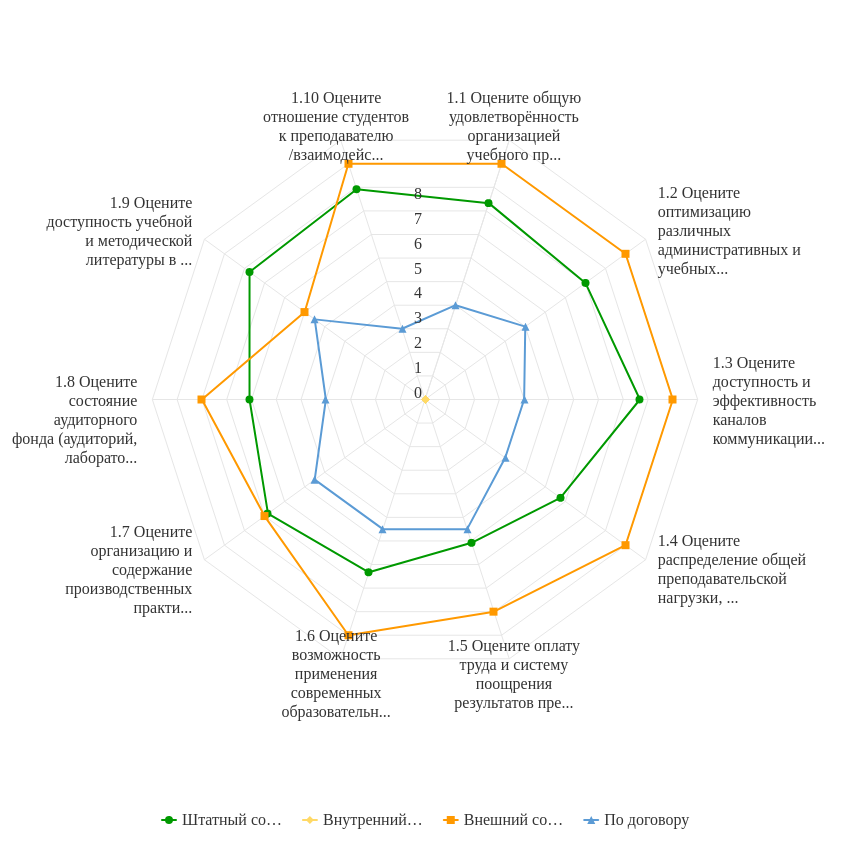 1.10 Оцените
отношение студентов
к преподавателю
/взаимодейс...
1.1 Оцените общую
удовлетворённость
организацией
учебного пр...
1.2 Оцените
оптимизацию
различных
административных и
учебных...
1.3 Оцените
доступность и
эффективность
каналов
коммуникации...
1.4 Оцените
распределение общей
преподавательской
нагрузки, ...
1.5 Оцените оплату
труда и систему
поощрения
результатов пре...
1.6 Оцените
возможность
применения
современных
образовательн...
1.7 Оцените
организацию и
содержание
производственных
практи...
1.8 Оцените
состояние
аудиторного
фонда (аудиторий,
лаборато...
1.9 Оцените
доступность учебной
и методической
литературы в ...
8
7
6
5
4
3
2
1
0
Штатный со…
Внутренний…
Внешний со…
По договору